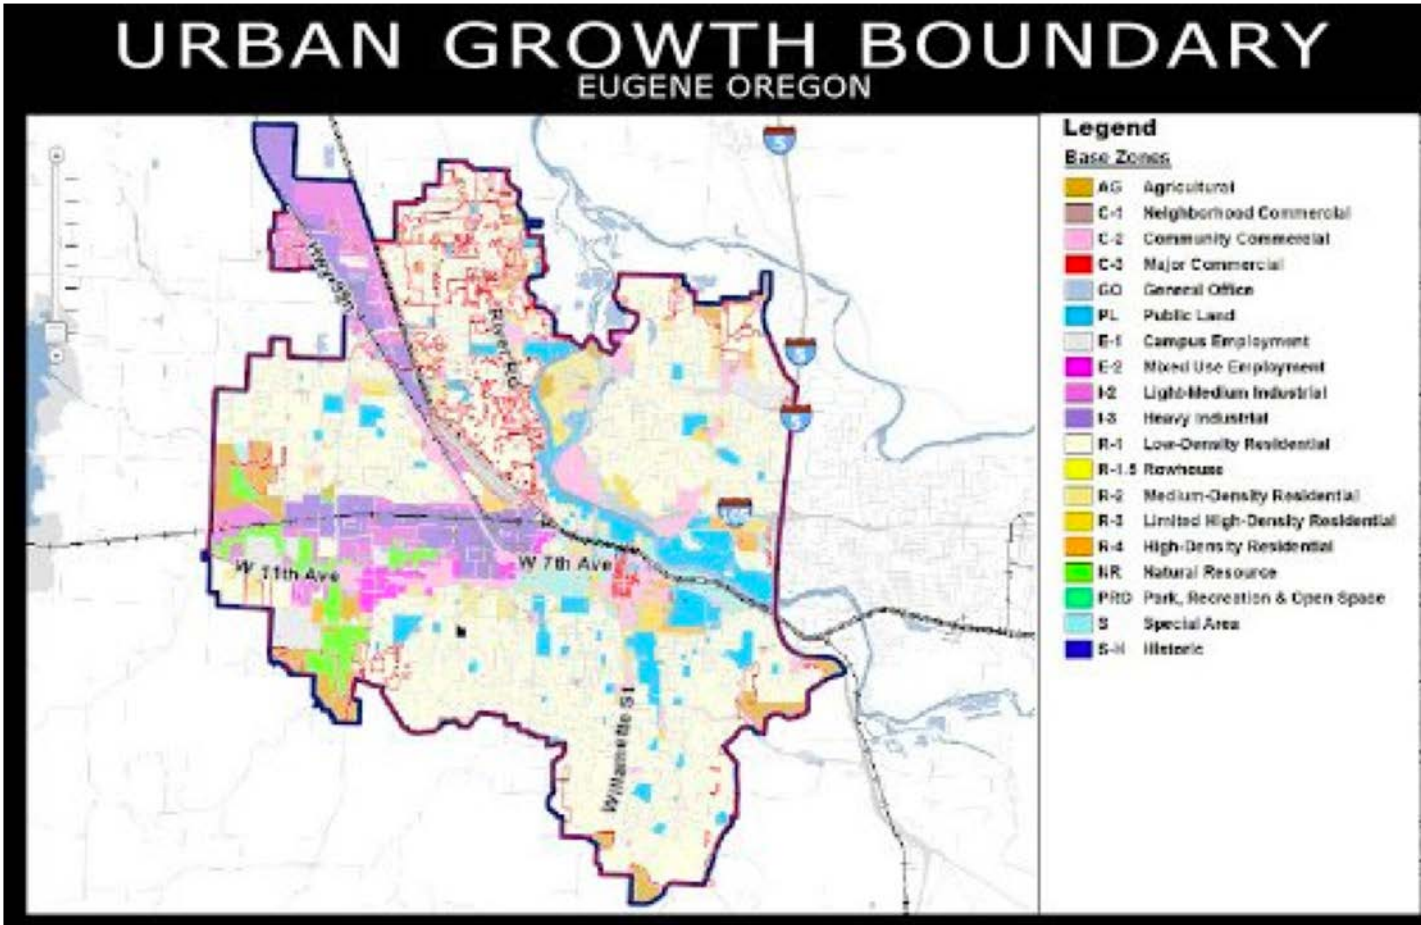 URBAN GROWTH BOUNDARY
EUGENE OREGON
Legend
Base Zones
AG Agricultural
C-1 Neighborhood Commercial
C-2 Community Commercial
C-3 Major Commercial
GO General Office
PL Public Land
E-1 Campus Employment
E-2 Mixed Use Employment
I-2 Light-Medium Industrial
I-3 Heavy Industrial
R-1 Low-Density Residential
R-1.5 Rowhouse
R-2 Medium-Density Residential
R-3 Limited High-Density Residential
R-4 High-Density Residential
NR Natural Resource
PRO Park, Recreation & Open Space
S Special Area
S-H Historic
5
Hwy 99n
River Rd
5
5
105
W 11th Ave
W 7th Ave
Willamette St